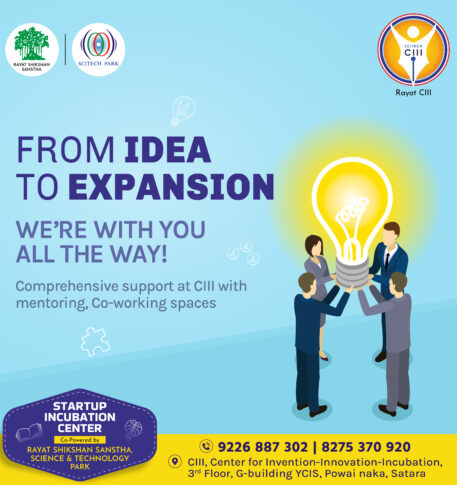 RAYAT SHIKSHAN
SANSTHA
SCITECH PARK
SCITECH
CIII
Rayat CIII
FROM IDEA
TO EXPANSION
WE'RE WITH YOU
ALL THE WAY!
Comprehensive support at CIII with
mentoring, Co-working spaces
STARTUP
INCUBATION
CENTER
Co-Powered by
RAYAT SHIKSHAN SANSTHA,
SCIENCE & TECHNOLOGY
PARK
9226 887 302 | 8275 370 920
CIII, Center for Invention-Innovation-Incubation,
3rd Floor, G-building YCIS, Powai naka, Satara